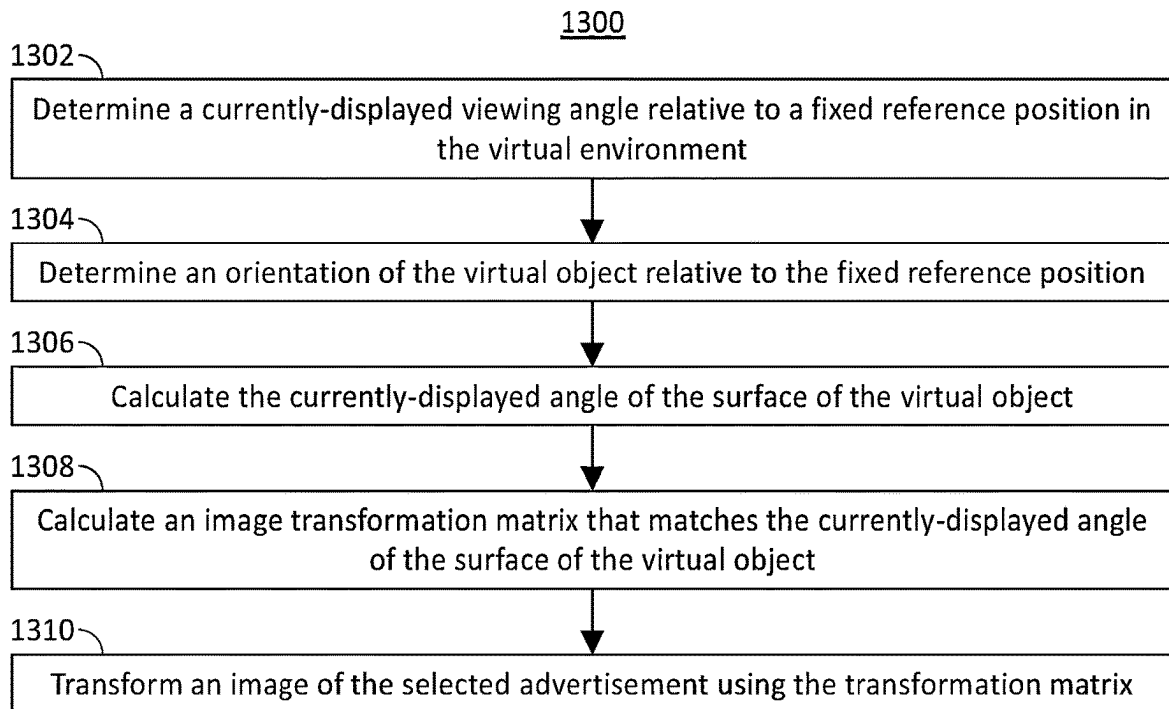 1300
1302
Determine a currently-displayed viewing angle relative to a fixed reference position in
the virtual environment
1304
Determine an orientation of the virtual object relative to the fixed reference position
1306
Calculate the currently-displayed angle of the surface of the virtual object
1308
Calculate an image transformation matrix that matches the currently-displayed angle
of the surface of the virtual object
1310
Transform an image of the selected advertisement using the transformation matrix